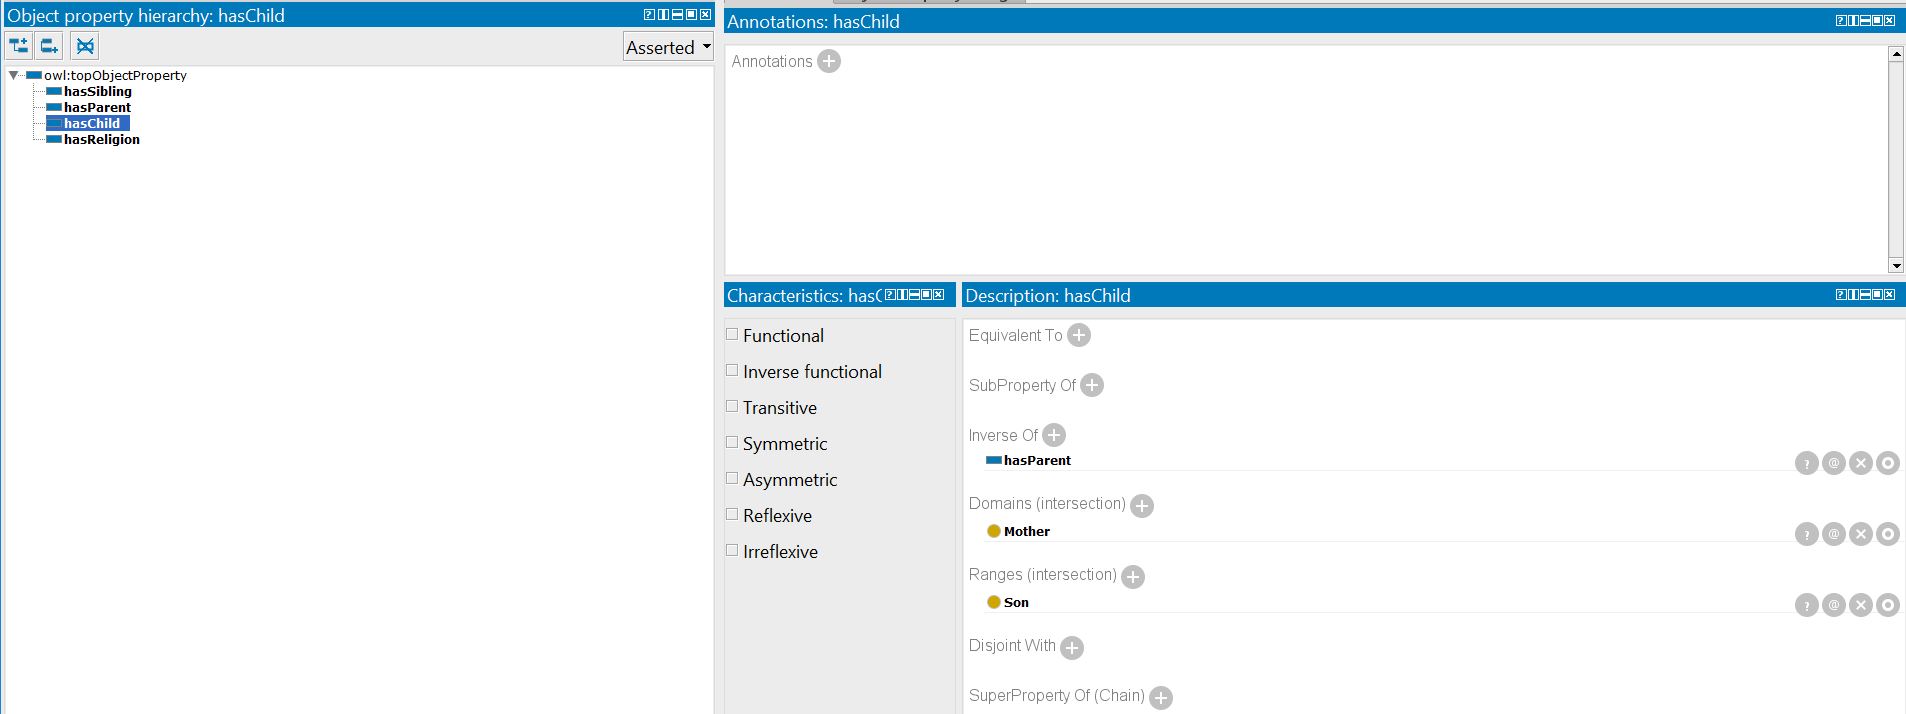 Object property hierarchy: hasChild
Asserted
owl:topObjectProperty
hasSibling
hasParent
hasChild
hasReligion
Annotations: hasChild
Annotations
Characteristics: hasC
Functional
Inverse functional
Transitive
Symmetric
Asymmetric
Reflexive
Irreflexive
Description: hasChild
Equivalent To
SubProperty Of
Inverse Of
hasParent
Domains (intersection)
Mother
Ranges (intersection)
Son
Disjoint With
SuperProperty Of (Chain)